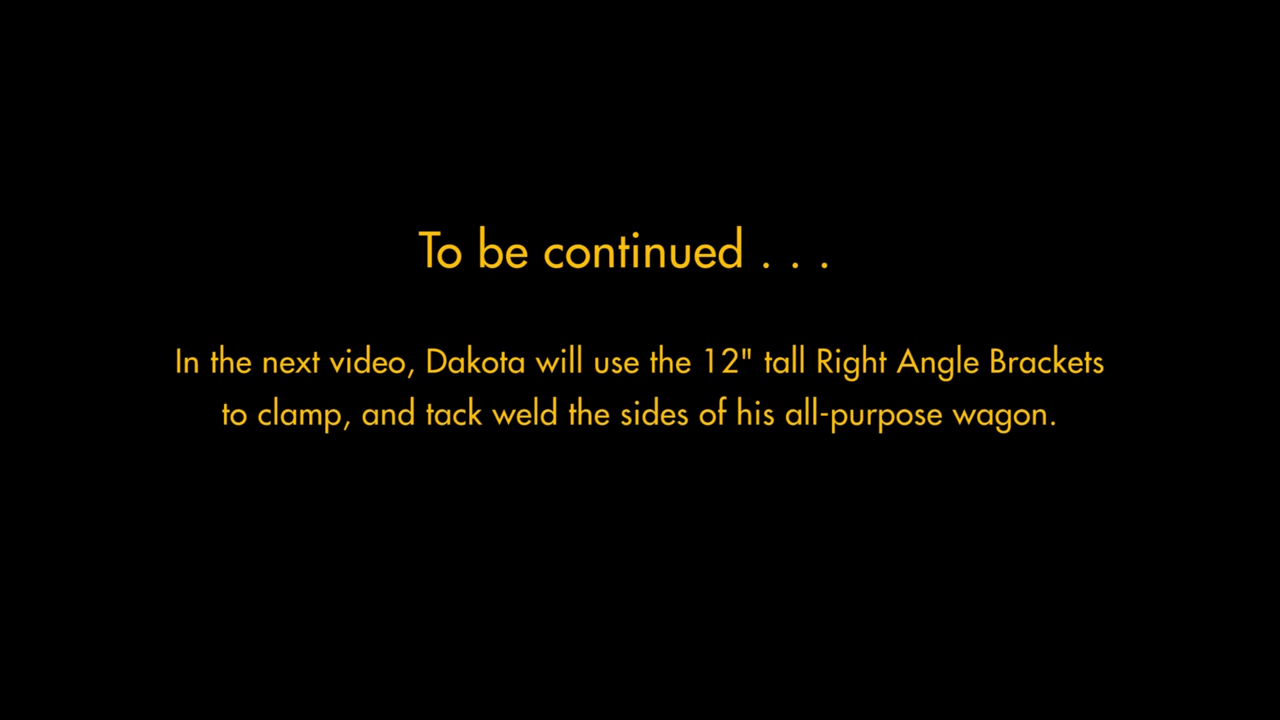 To be continued . . .
In the next video, Dakota will use the 12" tall Right Angle Brackets
to clamp, and tack weld the sides of his all-purpose wagon.